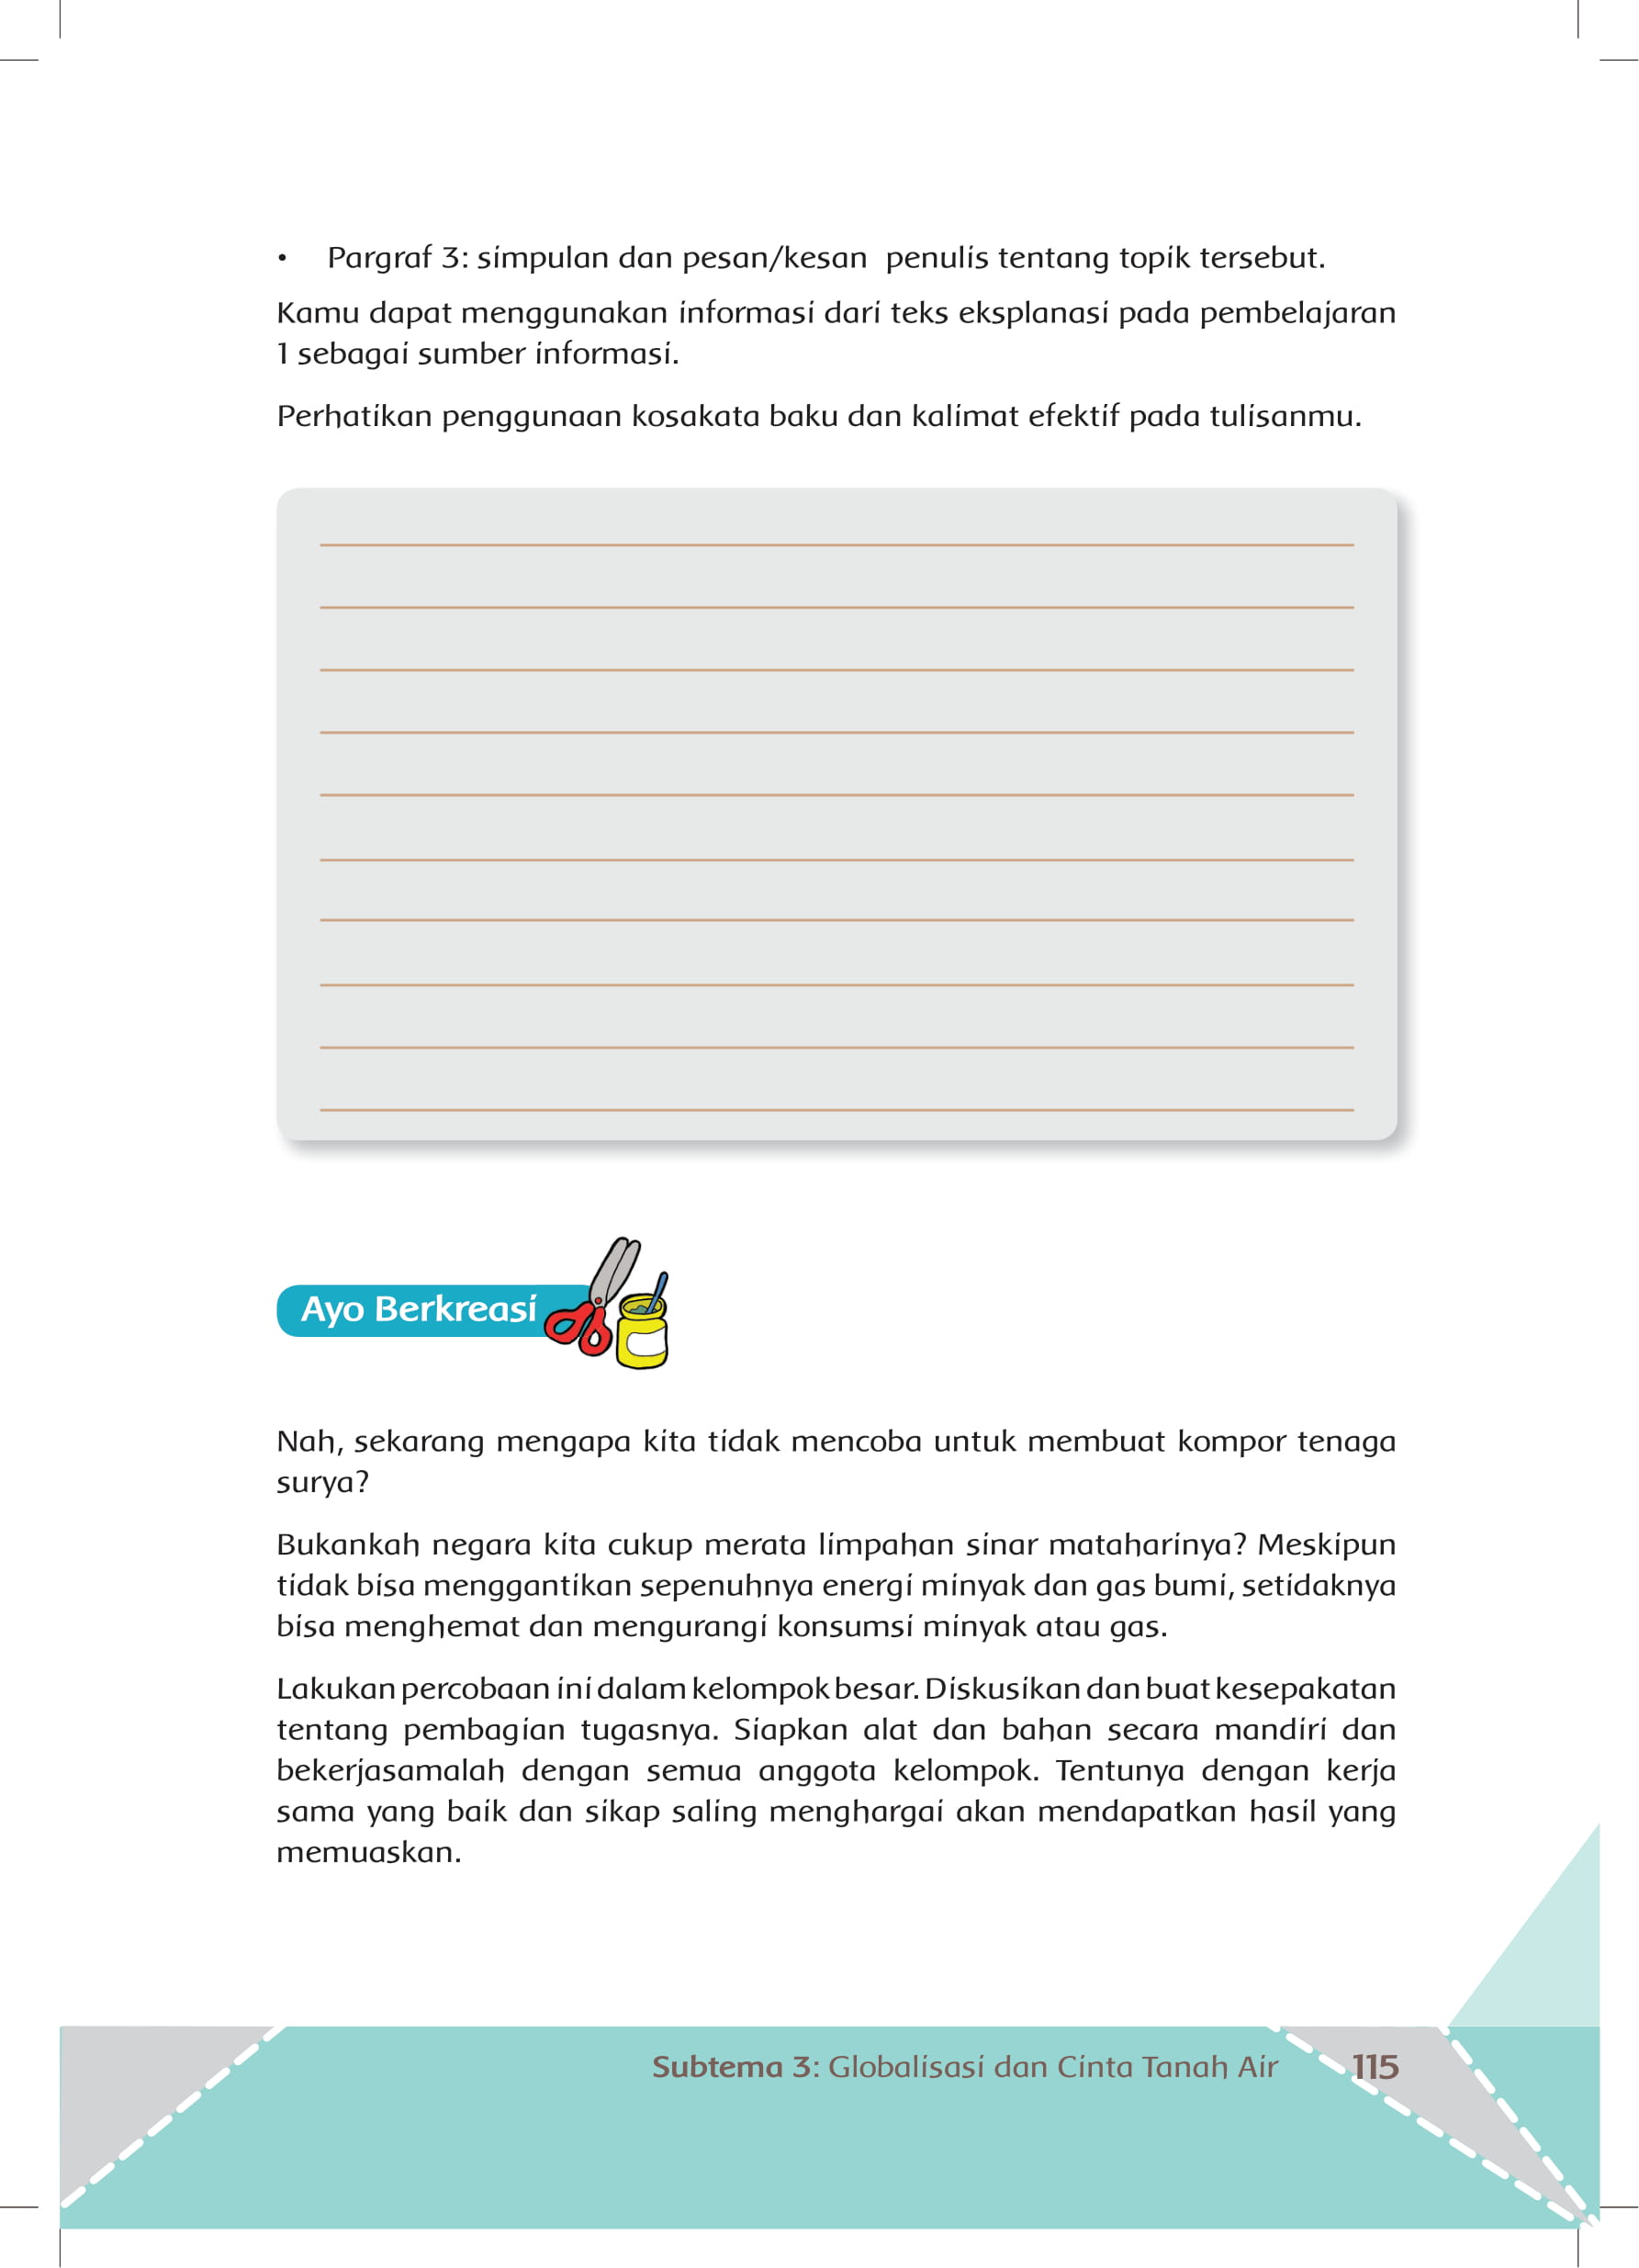 • Pargraf 3: simpulan dan pesan/kesan penulis tentang topik tersebut.
Kamu dapat menggunakan informasi dari teks eksplanasi pada pembelajaran
1 sebagai sumber informasi.
Perhatikan penggunaan kosakata baku dan kalimat efektif pada tulisanmu.
Ayo Berkreasi
Nah, sekarang mengapa kita tidak mencoba untuk membuat kompor tenaga
surya?
Bukankah negara kita cukup merata limpahan sinar mataharinya? Meskipun
tidak bisa menggantikan sepenuhnya energi minyak dan gas bumi, setidaknya
bisa menghemat dan mengurangi konsumsi minyak atau gas.
Lakukan percobaan ini dalam kelompok besar. Diskusikan dan buat kesepakatan
tentang pembagian tugasnya. Siapkan alat dan bahan secara mandiri dan
bekerjasamalah dengan semua anggota kelompok. Tentunya dengan kerja
sama yang baik dan sikap saling menghargai akan mendapatkan hasil yang
memuaskan.
Subtema 3: Globalisasi dan Cinta Tanah Air 115